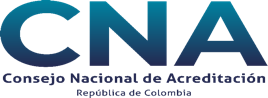 CNA
Consejo Nacional de Acreditación
República de Colombia